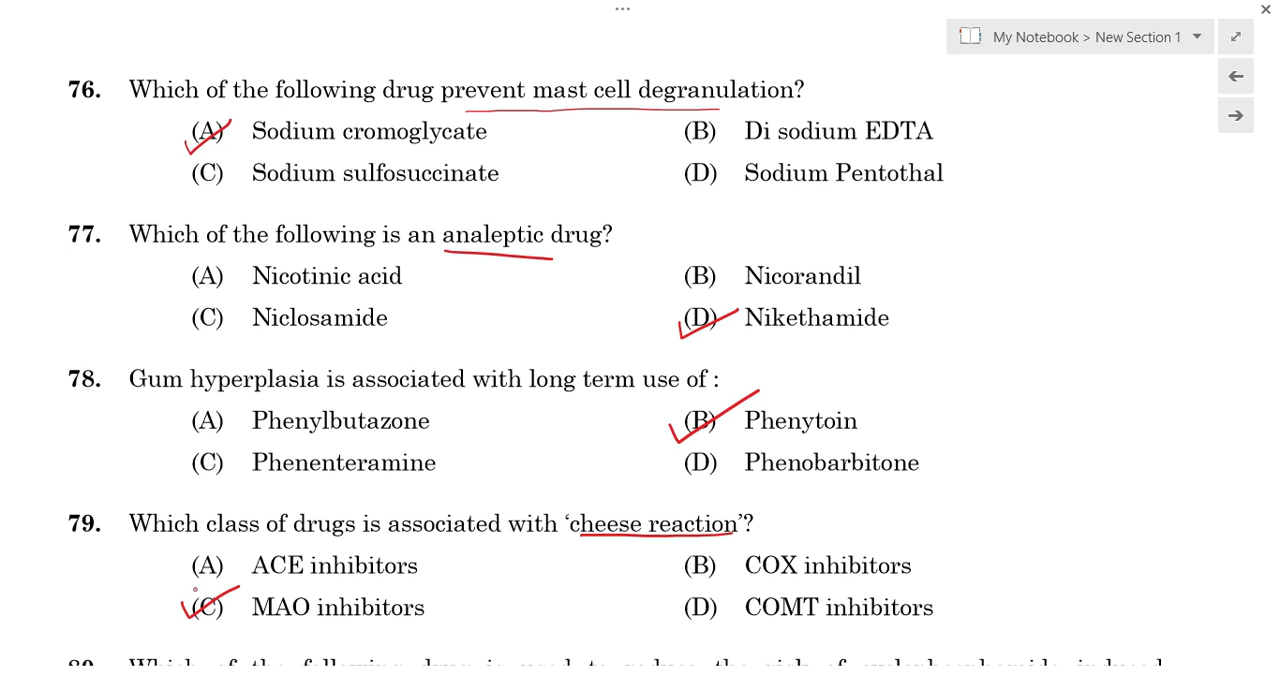 My Notebook > New Section 1
76. Which of the following drug prevent mast cell degranulation?
(A) Sodium cromoglycate (B) Di sodium EDTA
(C) Sodium sulfosuccinate (D) Sodium Pentothal
77. Which of the following is an analeptic drug?
(A) Nicotinic acid (B) Nicorandil
(C) Niclosamide (D) Nikethamide
78. Gum hyperplasia is associated with long term use of :
(A) Phenylbutazone (B) Phenytoin
(C) Phenenteramine (D) Phenobarbitone
79. Which class of drugs is associated with ‘cheese reaction’?
(A) ACE inhibitors (B) COX inhibitors
(C) MAO inhibitors (D) COMT inhibitors